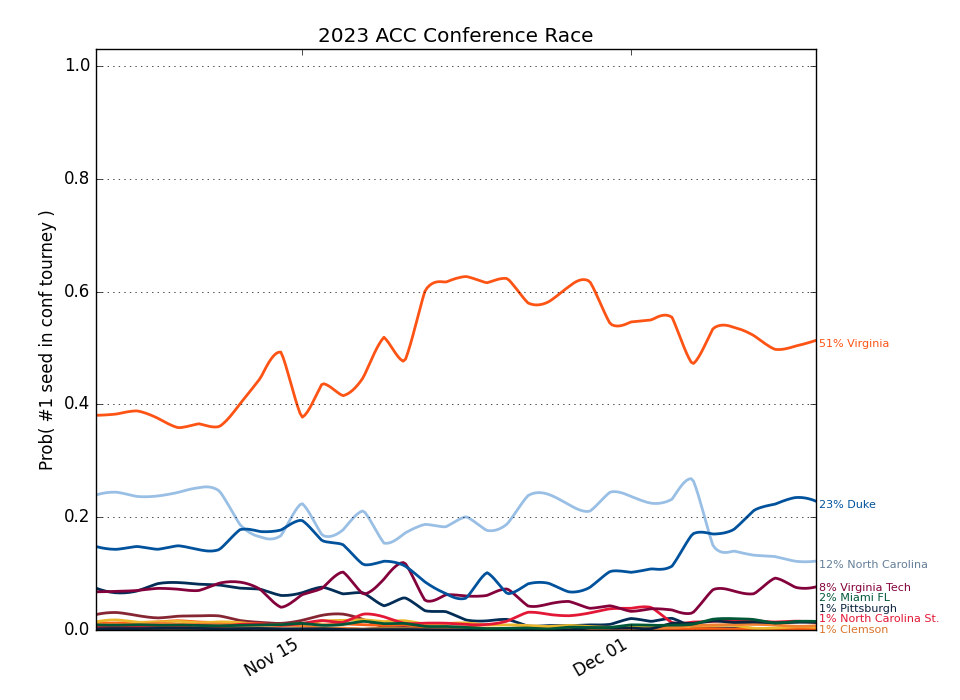 2023 ACC Conference Race
Prob( #1 seed in conf tourney )
1.0
0.8
0.6
0.4
0.2
0.0
Nov 15
Dec 01
51% Virginia
23% Duke
12% North Carolina
8% Virginia Tech
2% Miami FL
1% Pittsburgh
1% North Carolina St.
1% Clemson